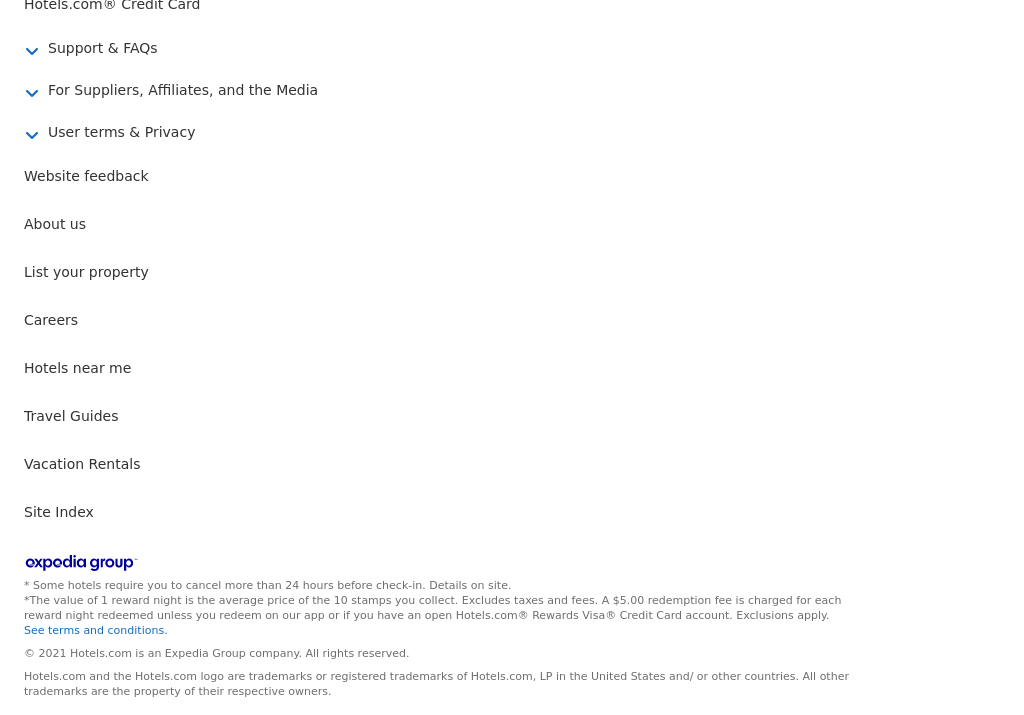 Hotels.com® Credit Card
Support & FAQs
For Suppliers, Affiliates, and the Media
User terms & Privacy
Website feedback
About us
List your property
Careers
Hotels near me
Travel Guides
Vacation Rentals
Site Index
expedia group™
* Some hotels require you to cancel more than 24 hours before check-in. Details on site.
*The value of 1 reward night is the average price of the 10 stamps you collect. Excludes taxes and fees. A $5.00 redemption fee is charged for each
reward night redeemed unless you redeem on our app or if you have an open Hotels.com® Rewards Visa® Credit Card account. Exclusions apply.
See terms and conditions.
© 2021 Hotels.com is an Expedia Group company. All rights reserved.
Hotels.com and the Hotels.com logo are trademarks or registered trademarks of Hotels.com, LP in the United States and/ or other countries. All other
trademarks are the property of their respective owners.